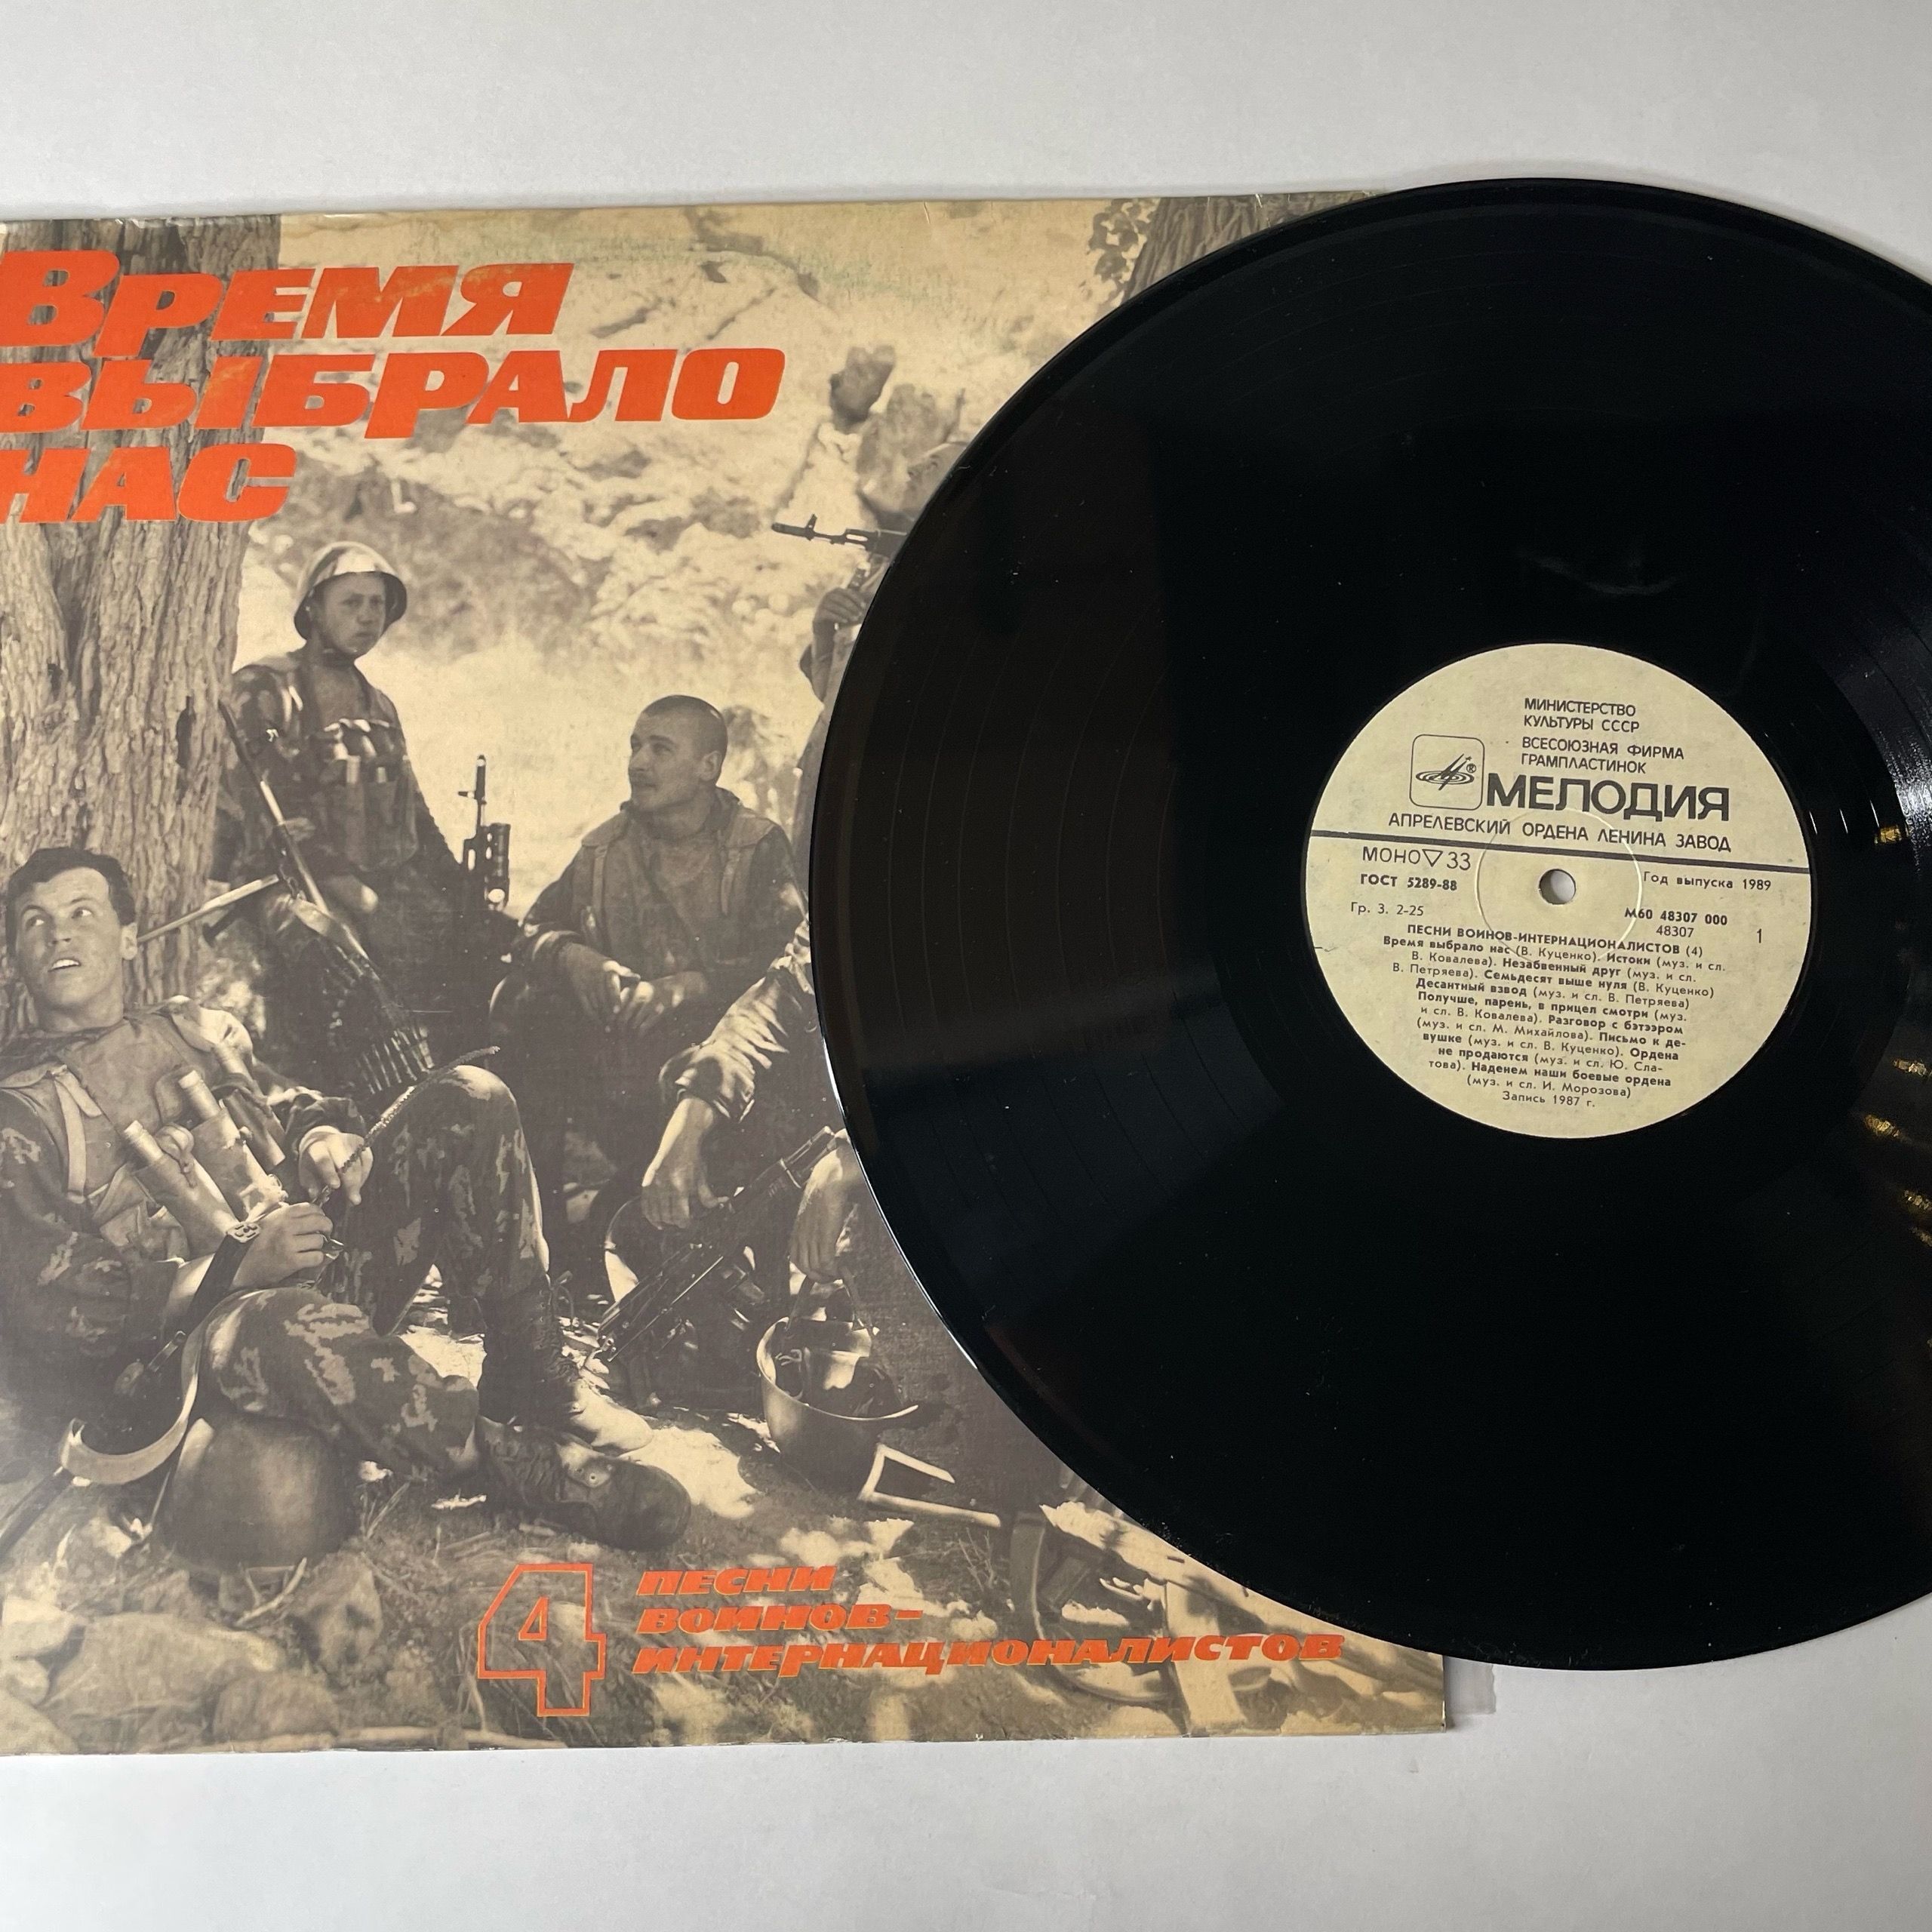 Время
выбрало
нас
4
песни
воинов-
интернационалистов
МИНИСТЕРСТВО
КУЛЬТУРЫ СССР
ВСЕСОЮЗНАЯ ФИРМА
ГРАМПЛАСТИНОК
®
МЕЛОДИЯ
АПРЕЛЕВСКИЙ ОРДЕНА ЛЕНИНА ЗАВОД
МОНО▽33
ГОСТ 5289-88
Год выпуска 1989
Гр. 3. 2-25
М60 48307 000
48307
1
ПЕСНИ ВОИНОВ-ИНТЕРНАЦИОНАЛИСТОВ (4)
Время выбрало нас (В. Куценко). Истоки (муз. и сл.
В. Ковалева). Незабвенный друг (муз. и сл.
В. Петряева). Семьдесят выше нуля (В. Куценко)
Десантный взвод (муз. и сл. В. Петряева)
Получше, парень, в прицел смотри (муз.
и сл. В. Ковалева). Разговор с бэтээром
(муз. и сл. М. Михайлова). Письмо к де-
вушке (муз. и сл. В. Куценко). Ордена
не продаются (муз. и сл. Ю. Сла-
това). Наденем наши боевые ордена
(муз. и сл. И. Морозова)
Запись 1987 г.